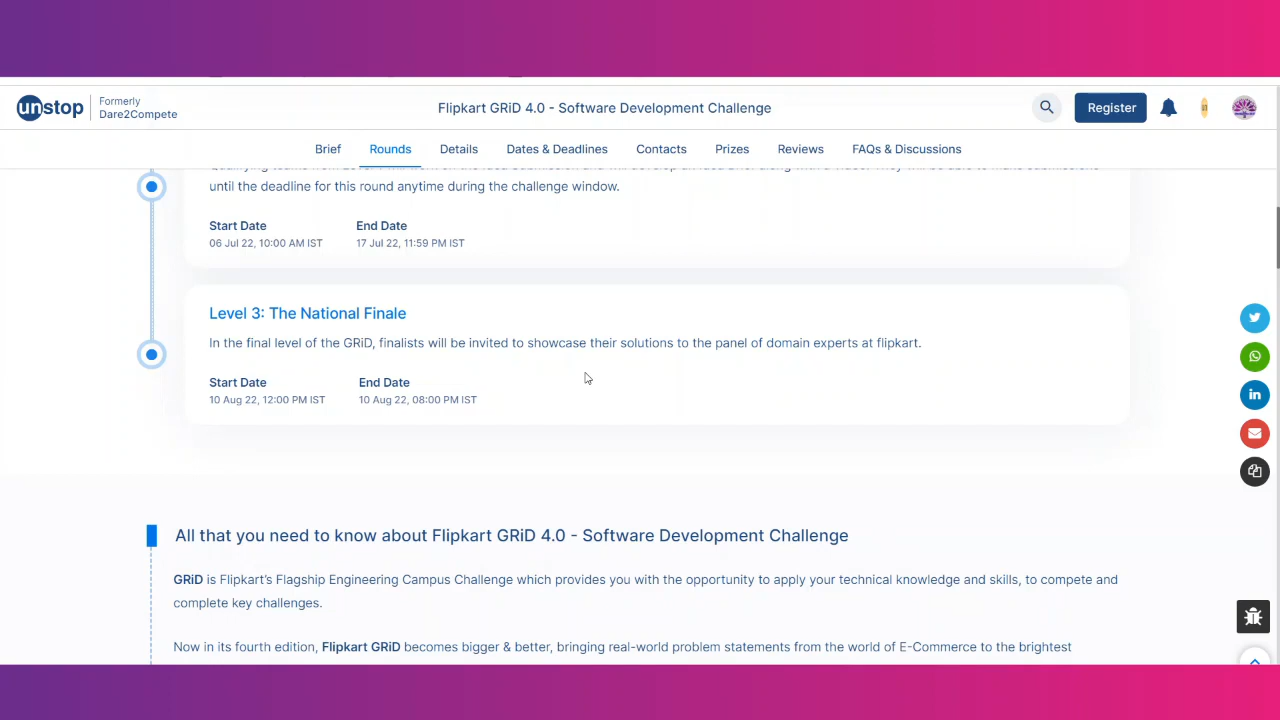 unstop
Formerly
Dare2Compete
Flipkart GRiD 4.0 - Software Development Challenge
Register
Brief
Rounds
Details
Dates & Deadlines
Contacts
Prizes
Reviews
FAQs & Discussions
until the deadline for this round anytime during the challenge window.
Start Date
End Date
06 Jul 22, 10:00 AM IST
17 Jul 22, 11:59 PM IST
Level 3: The National Finale
In the final level of the GRiD, finalists will be invited to showcase their solutions to the panel of domain experts at flipkart.
Start Date
End Date
10 Aug 22, 12:00 PM IST
10 Aug 22, 08:00 PM IST
All that you need to know about Flipkart GRiD 4.0 - Software Development Challenge
GRiD is Flipkart's Flagship Engineering Campus Challenge which provides you with the opportunity to apply your technical knowledge and skills, to compete and
complete key challenges.
Now in its fourth edition, Flipkart GRiD becomes bigger & better, bringing real-world problem statements from the world of E-Commerce to the brightest